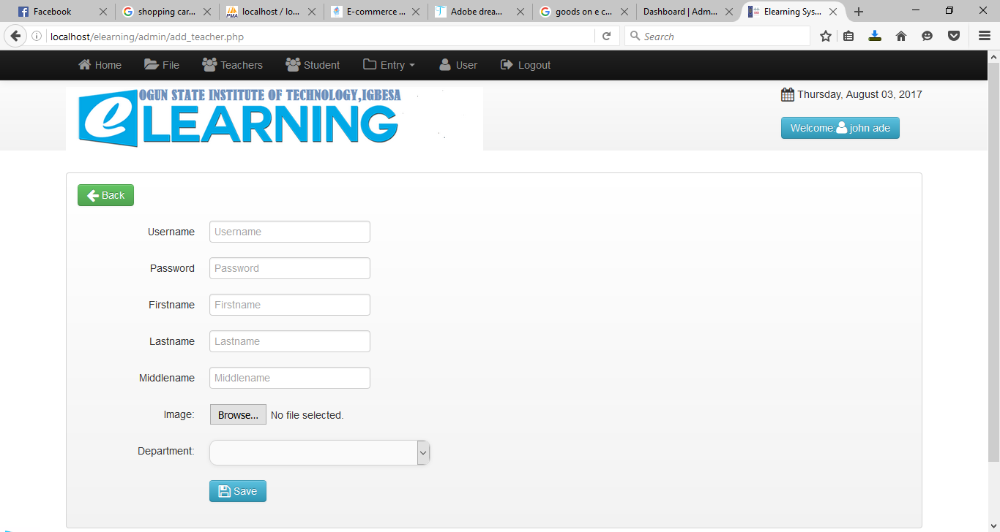 Facebook
shopping car...
localhost / lo...
E-commerce ...
Adobe drea...
goods on e c...
Dashboard | Adm...
Elearning Sys...
localhost/elearning/admin/add_teacher.php
Search
Home File Teachers Student Entry User Logout
OGUN STATE INSTITUTE OF TECHNOLOGY,IGBESA
eLEARNING
Thursday, August 03, 2017
Welcome: john ade
Back
Username Username
Password Password
Firstname Firstname
Lastname Lastname
Middlename Middlename
Image: Browse... No file selected.
Department:
Save